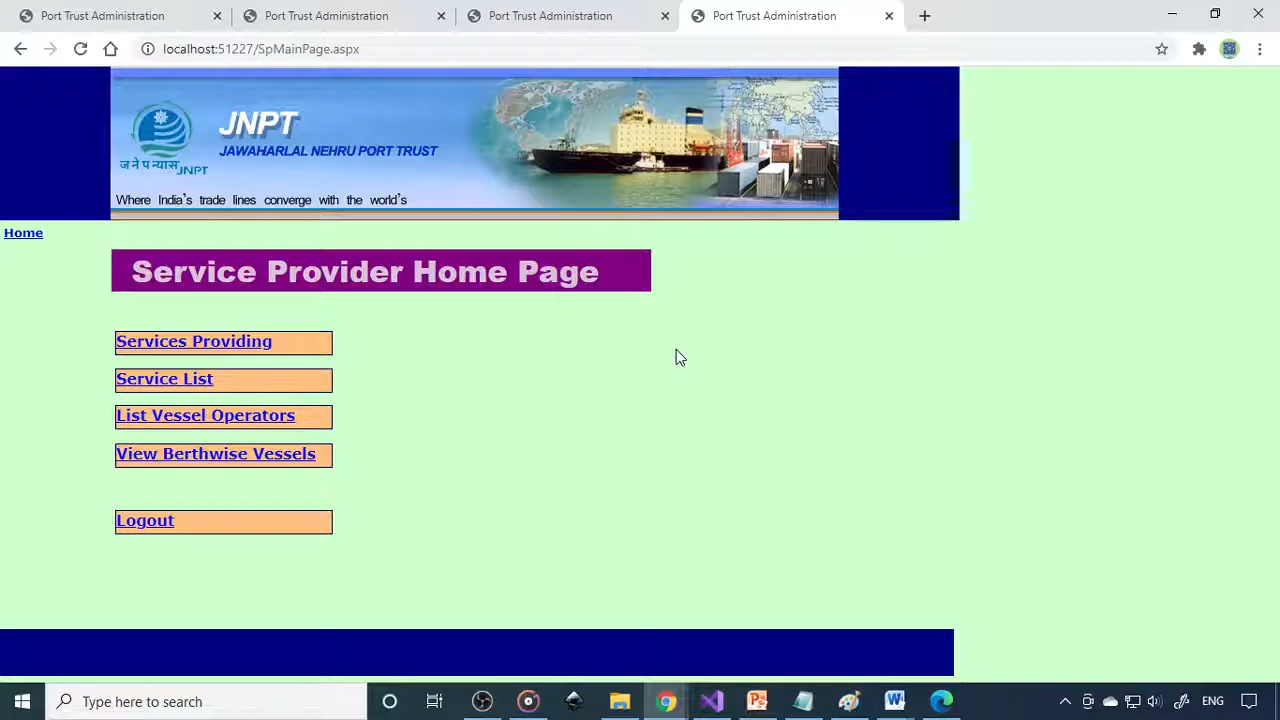 Port Trust Administration
Port Trust Administration
Port Trust Administration
Port Trust Administration
localhost:51227/SpMainPage.aspx
JNPT
JAWAHARLAL NEHRU PORT TRUST
ज ने प न्यास
JNPT
Where India's trade lines converge with the world's
Home
Service Provider Home Page
Services Providing
Service List
List Vessel Operators
View Berthwise Vessels
Logout
Type here to search
ENG